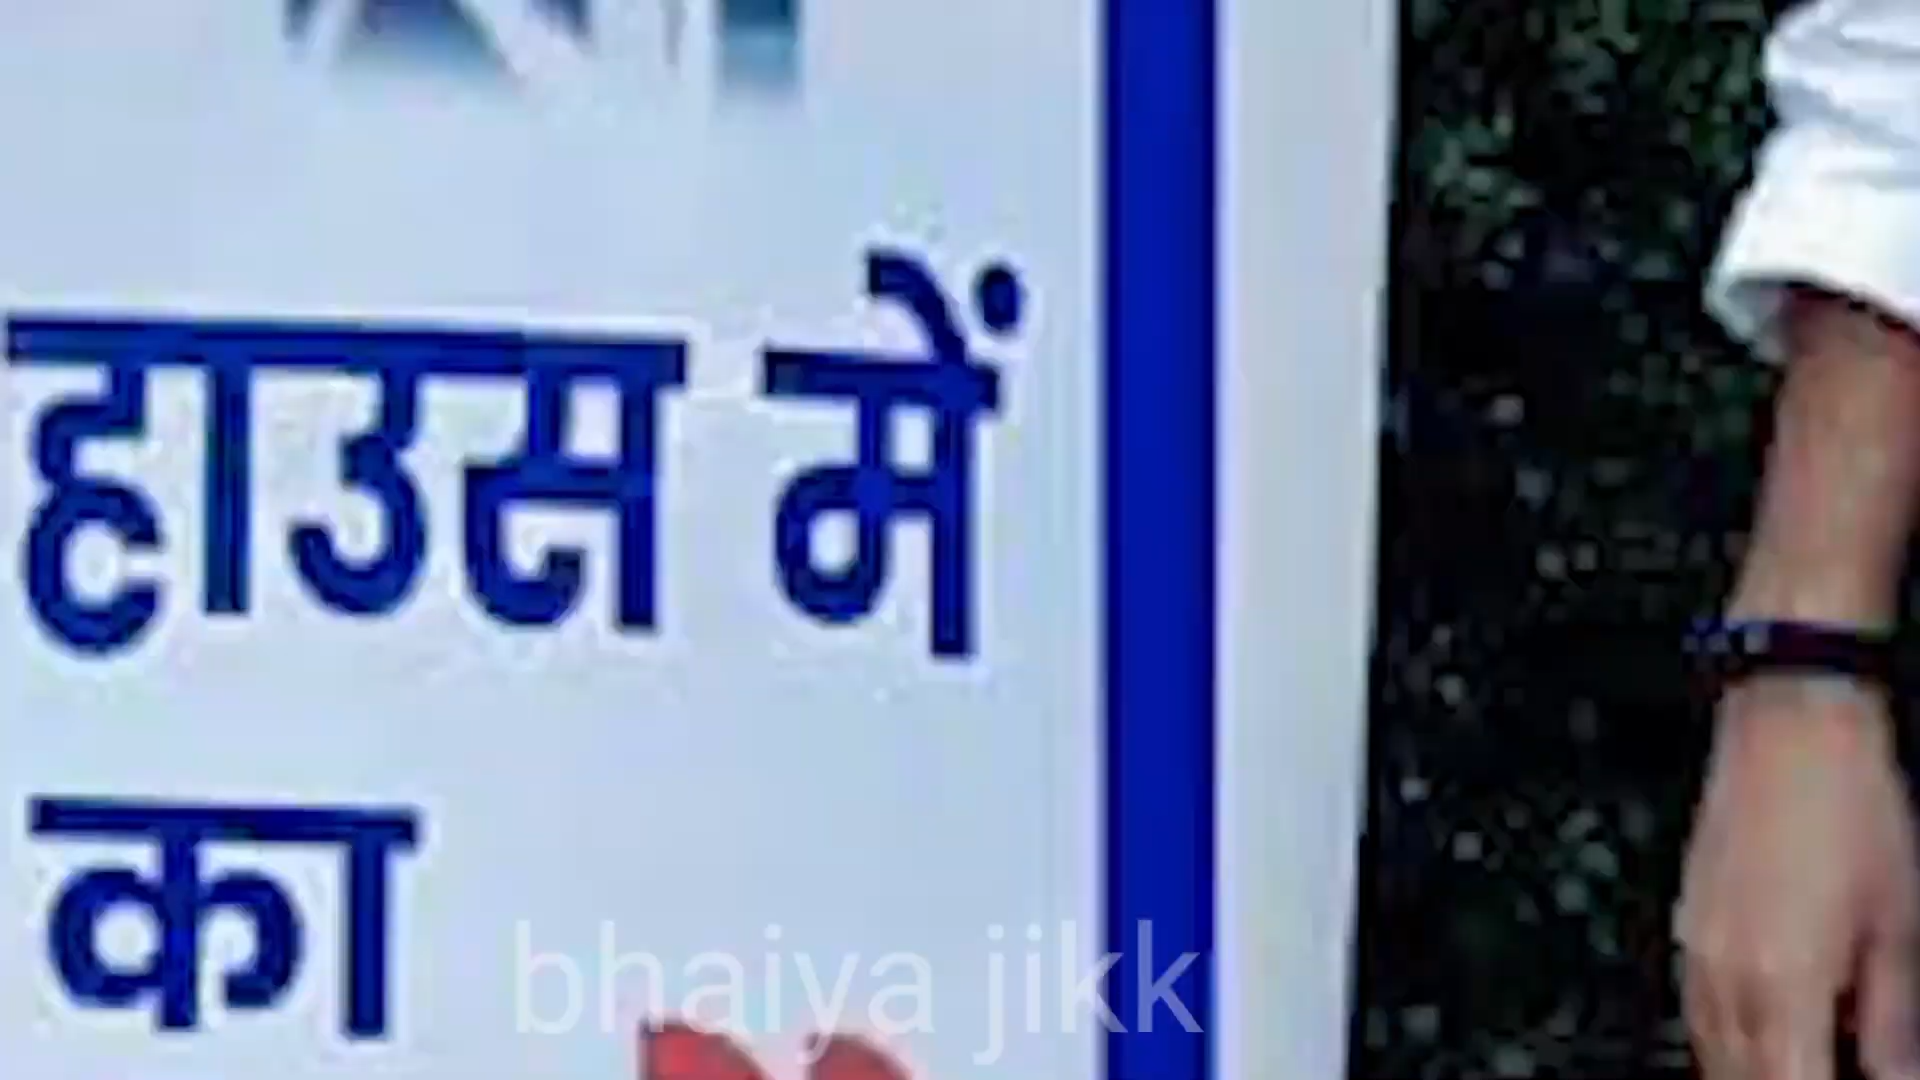 हाउस में
का
bhaiya jikk